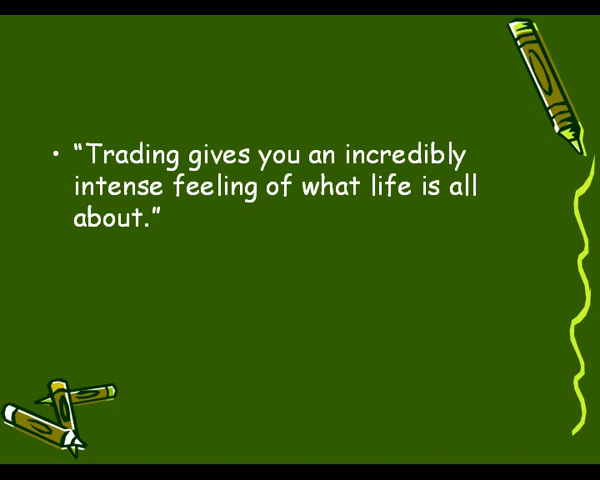 • “Trading gives you an incredibly
intense feeling of what life is all
about.”